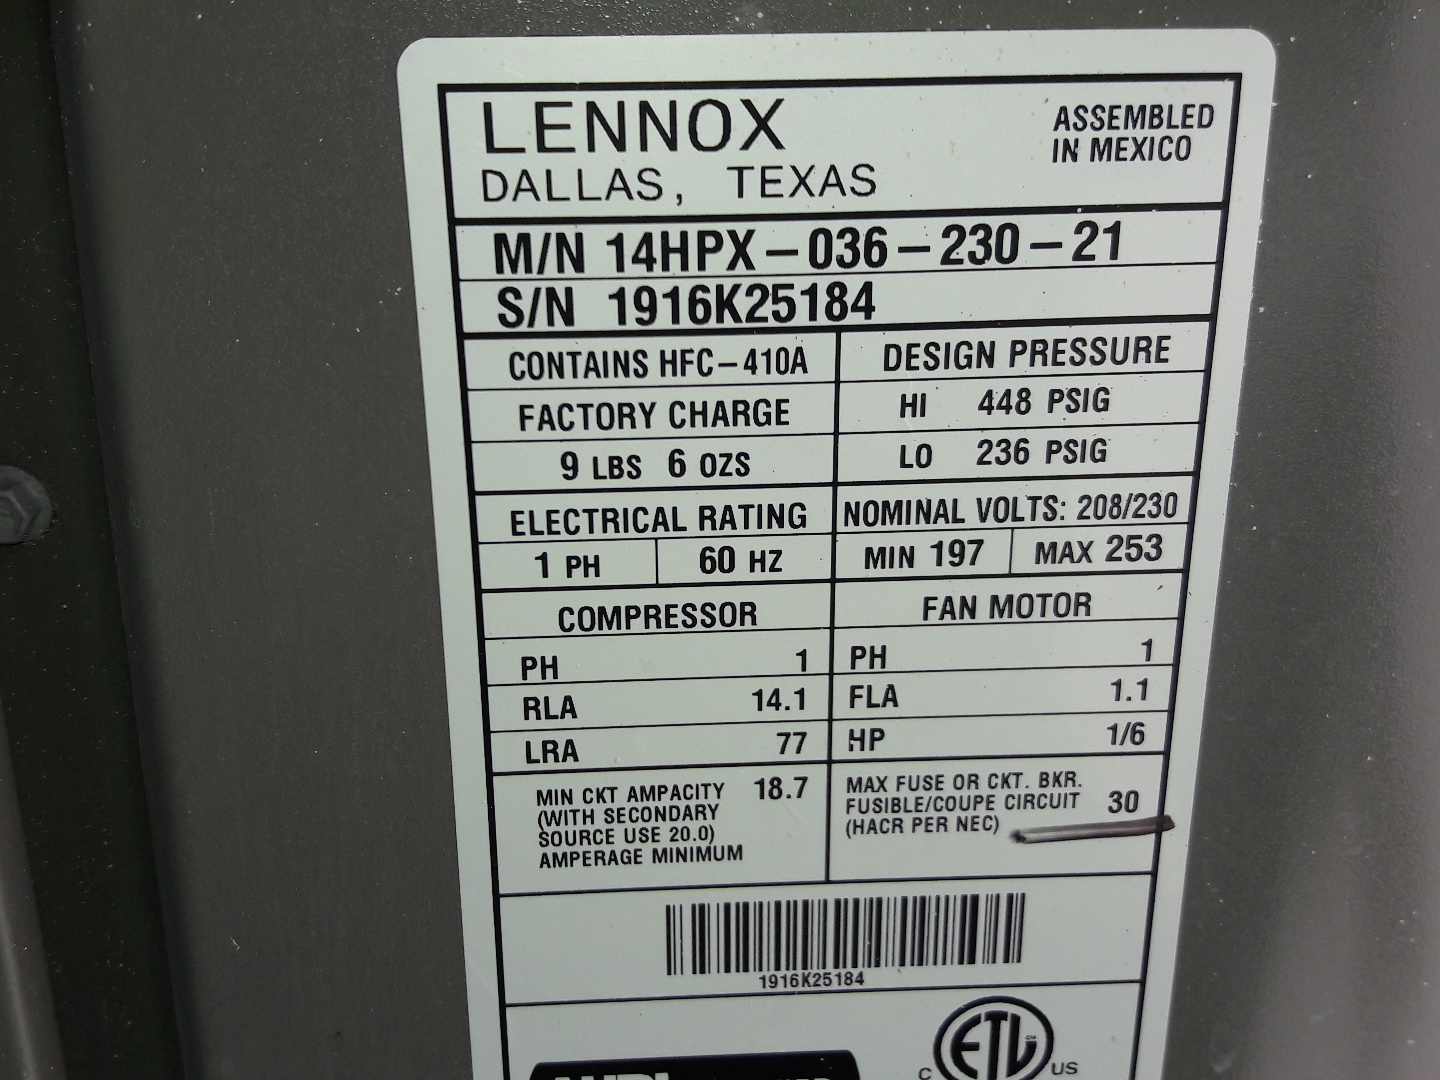 LENNOX
DALLAS, TEXAS
ASSEMBLED
IN MEXICO
M/N 14HPX-036-230-21
S/N 1916K25184
CONTAINS HFC-410A
FACTORY CHARGE
9 LBS 6 OZS
DESIGN PRESSURE
HI 448 PSIG
LO 236 PSIG
ELECTRICAL RATING
1 PH 60 HZ
NOMINAL VOLTS: 208/230
MIN 197 MAX 253
COMPRESSOR
PH 1
RLA 14.1
LRA 77
FAN MOTOR
PH 1
FLA 1.1
HP 1/6
MIN CKT AMPACITY 18.7
(WITH SECONDARY
SOURCE USE 20.0)
AMPERAGE MINIMUM
MAX FUSE OR CKT. BKR.
FUSIBLE/COUPE CIRCUIT 30
(HACR PER NEC)
1916K25184
ETL
C US